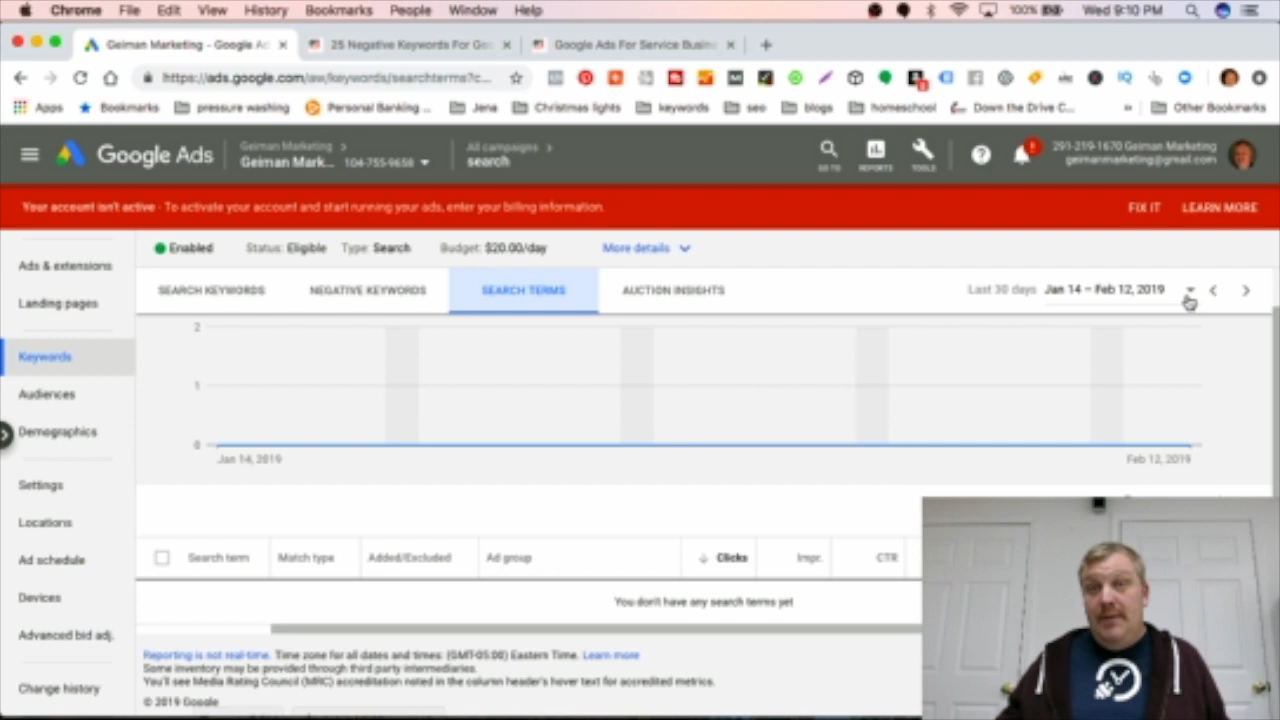 Chrome File Edit View History Bookmarks People Window Help 100% Wed 9:10 PM
Geiman Marketing - Google Ad 25 Negative Keywords For Goo Google Ads For Service Busin
https://ads.google.com/aw/keywords/searchterms?c...
Apps Bookmarks pressure washing Personal Banking ... Jena Christmas lights keywords seo blogs homeschool Down the Drive C... Other Bookmarks
Geiman Marketing All campaigns
Google Ads Geiman Mark... 104-755-9658 search
GO TO REPORTS TOOLS
291-219-1670 Geiman Marketing
geimanmarketing@gmail.com
Your account isn't active - To activate your account and start running your ads, enter your billing information. FIX IT LEARN MORE
Enabled Status: Eligible Type: Search Budget: $20.00/day More details
Ads & extensions
Landing pages
Keywords
Audiences
Demographics
Settings
Locations
Ad schedule
Devices
Advanced bid adj.
Change history
SEARCH KEYWORDS NEGATIVE KEYWORDS SEARCH TERMS AUCTION INSIGHTS Last 30 days Jan 14 – Feb 12, 2019
2
1
0
Jan 14, 2019 Feb 12, 2019
Search term Match type Added/Excluded Ad group Clicks Impr. CTR
You don't have any search terms yet
Reporting is not real-time. Time zone for all dates and times: (GMT-05:00) Eastern Time. Learn more
Some inventory may be provided through third party intermediaries.
You'll see Media Rating Council (MRC) accreditation noted in the column header's hover text for accredited metrics.
© 2019 Google